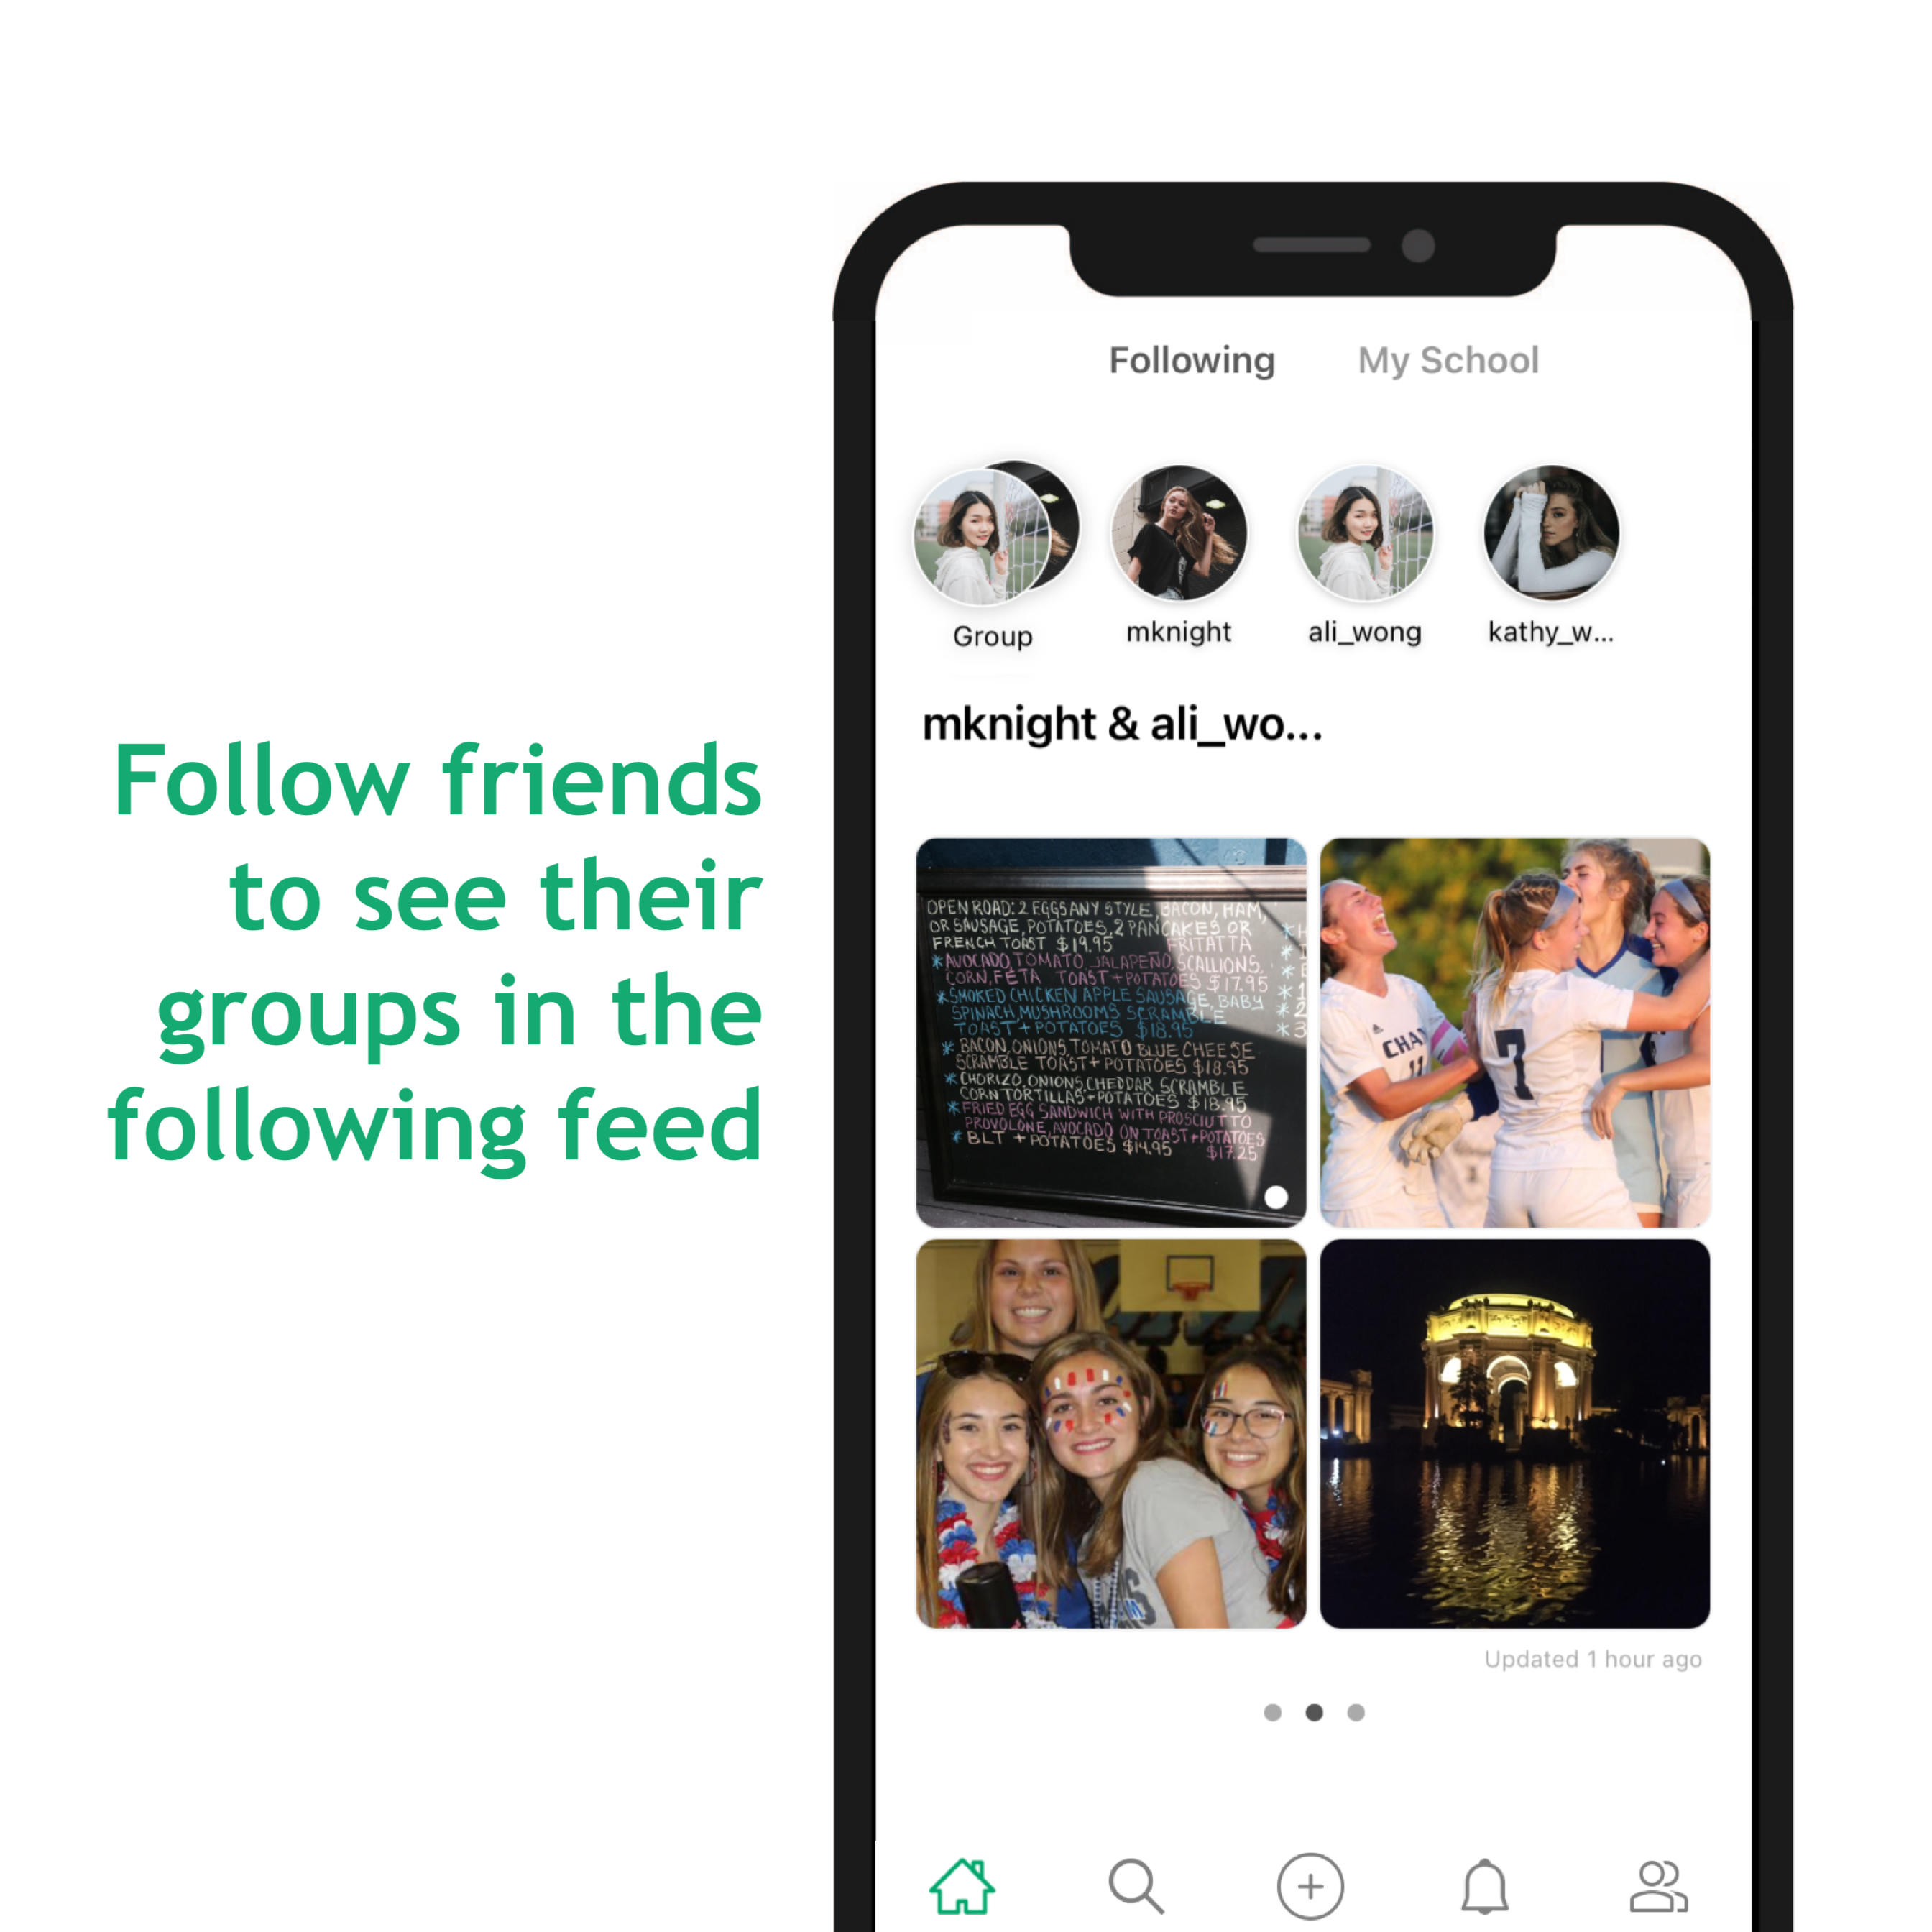 Follow friends
to see their
groups in the
following feed
Following My School
Group mknight ali_wong kathy_w...
mknight & ali_wo...
OPEN ROAD: 2 EGGS ANY STYLE, BACON, HAM,
OR SAUSAGE, POTATOES, 2 PANCAKES OR
FRENCH TOAST $19.95 FRITATTA
*AVOCADO, TOMATO, JALAPEÑO, SCALLIONS,
CORN, FETA TOAST + POTATOES $17.95
*SMOKED CHICKEN APPLE SAUSAGE, BABY
SPINACH, MUSHROOMS SCRAMBLE
TOAST + POTATOES $18.95
* BACON, ONIONS, TOMATO BLUE CHEESE
SCRAMBLE TOAST + POTATOES $18.95
*CHORIZO, ONIONS, CHEDDAR SCRAMBLE
CORN TORTILLAS + POTATOES $18.95
*FRIED EGG SANDWICH WITH PROSCIUTTO
PROVOLONE, AVOCADO ON TOAST + POTATOES
* BLT + POTATOES $14.95 $17.25
CHA
11
7
Updated 1 hour ago